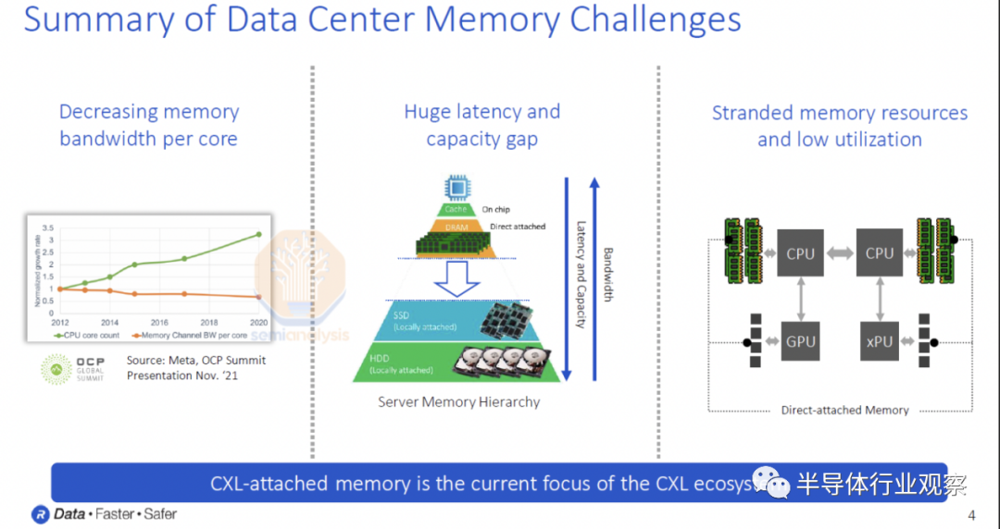 Summary of Data Center Memory Challenges
Decreasing memory
bandwidth per core
3.5
3
2.5
2
1.5
1
0.5
0
Normalized growth rate
2012
2014
2016
2018
2020
CPU core count
Memory Channel BW per core
OCP
GLOBAL
SUMMIT
Source: Meta, OCP Summit
Presentation Nov. ‘21
semianalysis
Huge latency and
capacity gap
Cache
On chip
DRAM
Direct attached
SSD
(Locally attached)
HDD
(Locally attached)
Latency and Capacity
Bandwidth
Server Memory Hierarchy
Stranded memory resources
and low utilization
CPU
CPU
GPU
xPU
Direct-attached Memory
CXL-attached memory is the current focus of the CXL
半导体行业观察
R Data • Faster • Safer
4